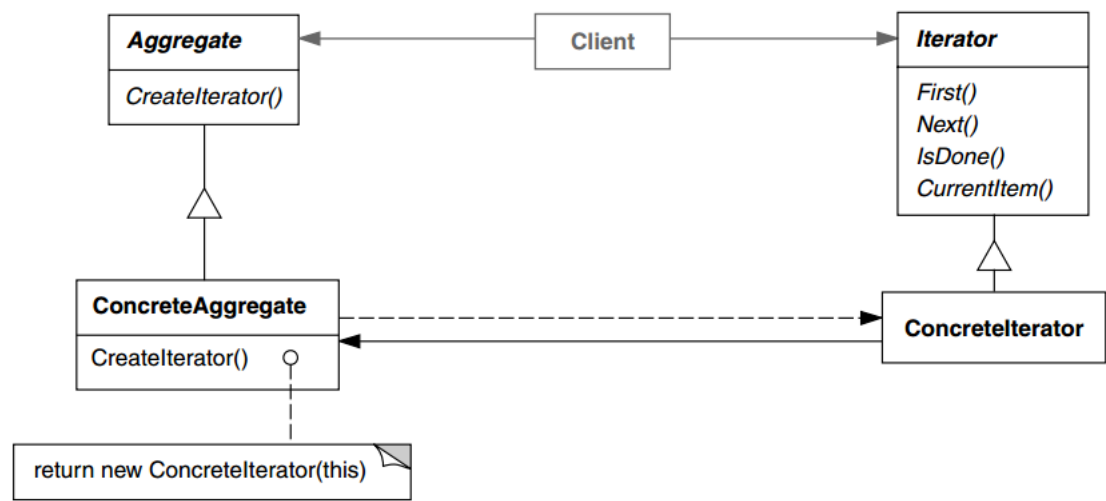 Aggregate
CreateIterator()
Client
Iterator
First()
Next()
IsDone()
CurrentItem()
ConcreteAggregate
CreateIterator()
ConcreteIterator
return new ConcreteIterator(this)